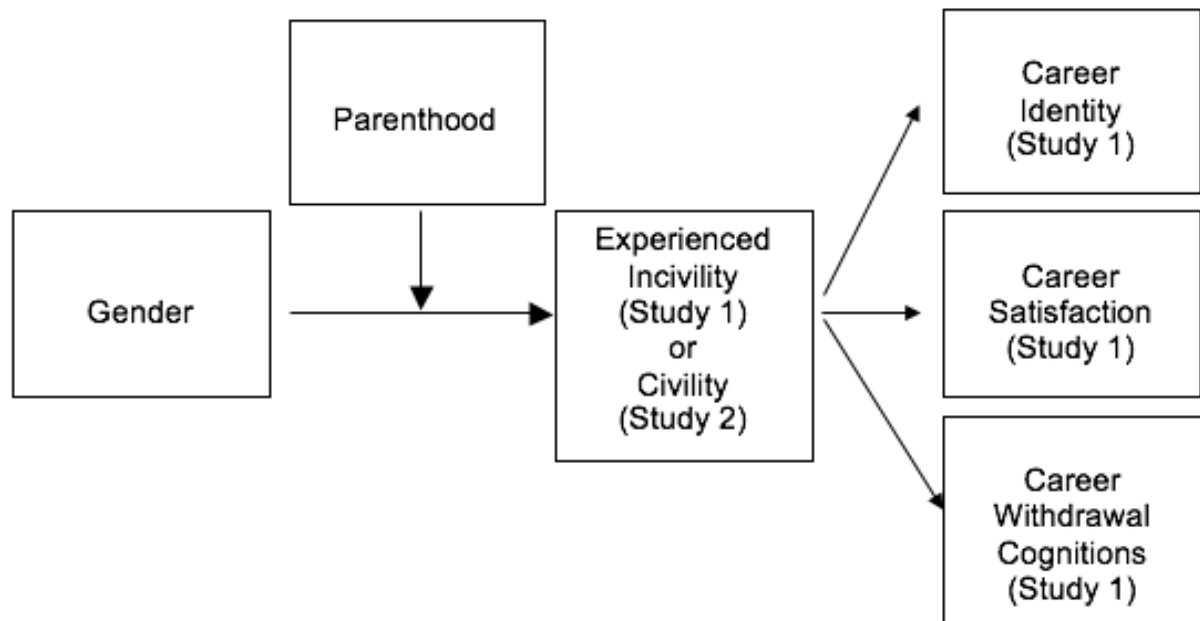 Parenthood
Gender
Experienced
Incivility
(Study 1)
or
Civility
(Study 2)
Career
Identity
(Study 1)
Career
Satisfaction
(Study 1)
Career
Withdrawal
Cognitions
(Study 1)